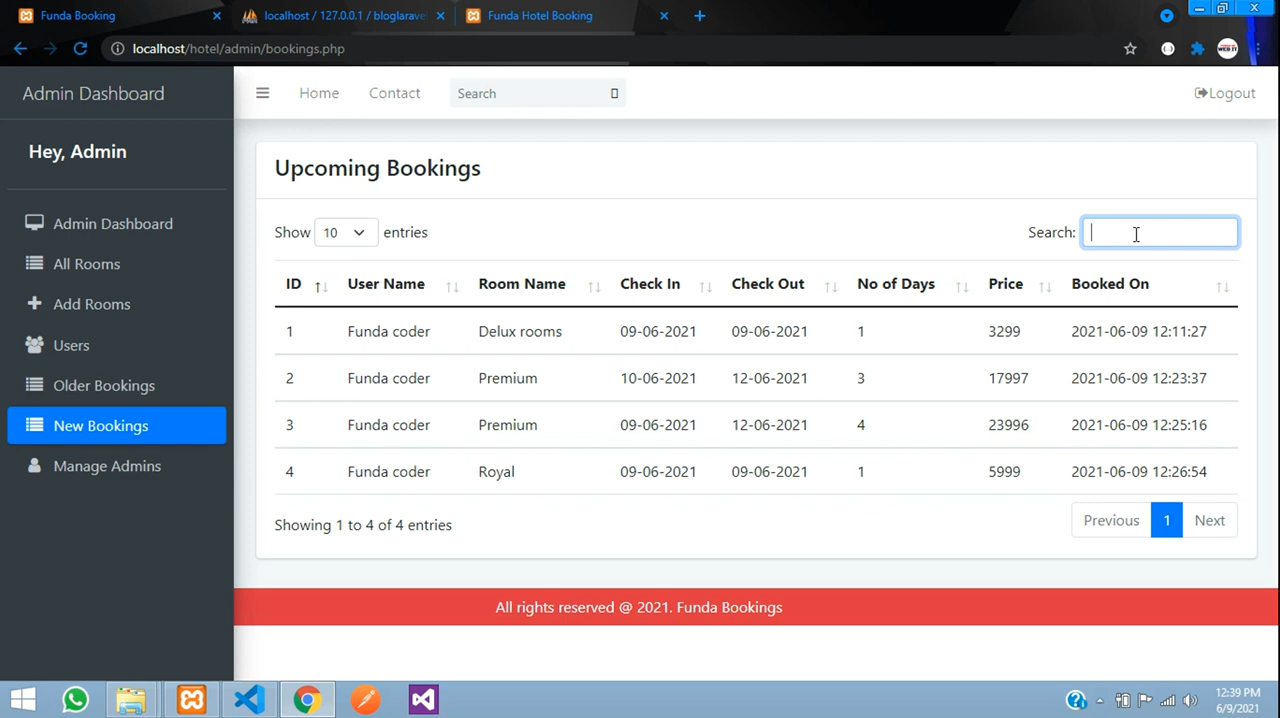 Funda Booking
localhost / 127.0.0.1 / bloglarave
Funda Hotel Booking
localhost/hotel/admin/bookings.php
Admin Dashboard
Home
Contact
Search
Logout
Hey, Admin
Admin Dashboard
All Rooms
Add Rooms
Users
Older Bookings
New Bookings
Manage Admins
Upcoming Bookings
Show 10 entries
Search:
ID User Name Room Name Check In Check Out No of Days Price Booked On
1 Funda coder Delux rooms 09-06-2021 09-06-2021 1 3299 2021-06-09 12:11:27
2 Funda coder Premium 10-06-2021 12-06-2021 3 17997 2021-06-09 12:23:37
3 Funda coder Premium 09-06-2021 12-06-2021 4 23996 2021-06-09 12:25:16
4 Funda coder Royal 09-06-2021 09-06-2021 1 5999 2021-06-09 12:26:54
Showing 1 to 4 of 4 entries
Previous 1 Next
All rights reserved @ 2021. Funda Bookings
12:39 PM
6/9/2021